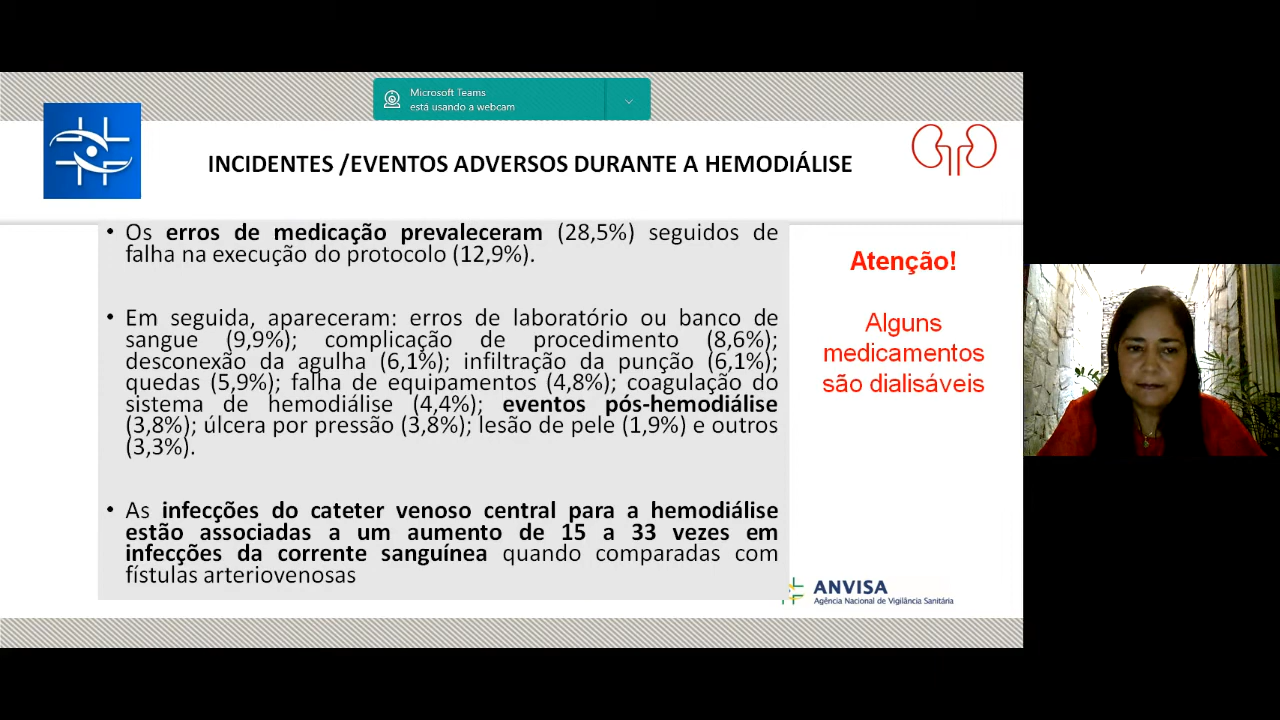 Microsoft Teams
está usando a webcam
INCIDENTES /EVENTOS ADVERSOS DURANTE A HEMODIÁLISE
• Os erros de medicação prevaleceram (28,5%) seguidos de
falha na execução do protocolo (12,9%).
• Em seguida, apareceram: erros de laboratório ou banco de
sangue (9,9%); complicação de procedimento (8,6%);
desconexão da agulha (6,1%); infiltração da punção (6,1%);
quedas (5,9%); falha de equipamentos (4,8%); coagulação do
sistema de hemodiálise (4,4%); eventos pós-hemodiálise
(3,8%); úlcera por pressão (3,8%); lesão de pele (1,9%) e outros
(3,3%).
• As infecções do cateter venoso central para a hemodiálise
estão associadas a um aumento de 15 a 33 vezes em
infecções da corrente sanguínea quando comparadas com
fístulas arteriovenosas
Atenção!
Alguns
medicamentos
são dialisáveis
ANVISA
Agência Nacional de Vigilância Sanitária